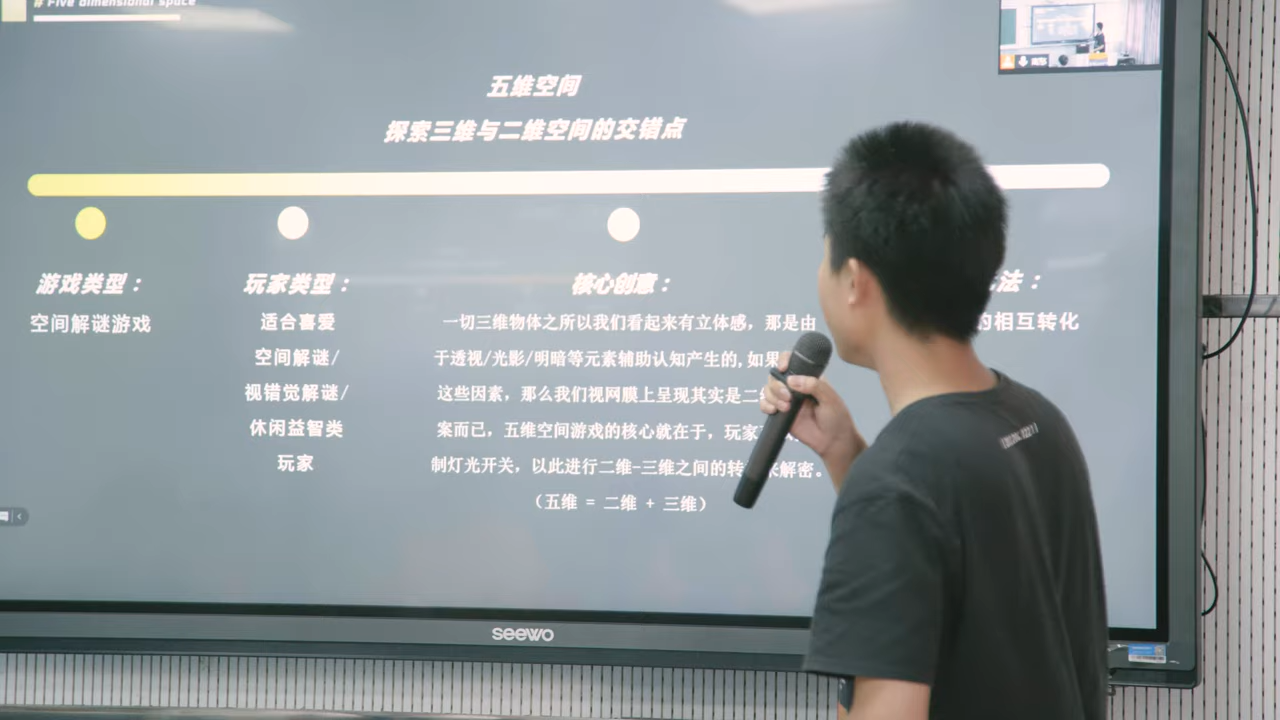 # Five dimensional space
五维空间
探索三维与二维空间的交错点
游戏类型：
空间解谜游戏
玩家类型：
适合喜爱
空间解谜/
视错觉解谜/
休闲益智类
玩家
核心创意：
一切三维物体之所以我们看起来有立体感，那是由
于透视/光影/明暗等元素辅助认知产生的,如果
这些因素，那么我们视网膜上呈现其实是二
案而已，五维空间游戏的核心就在于，玩家
制灯光开关，以此进行二维-三维之间的转 来解密。
（五维 = 二维 + 三维）
法：
的相互转化
seewo